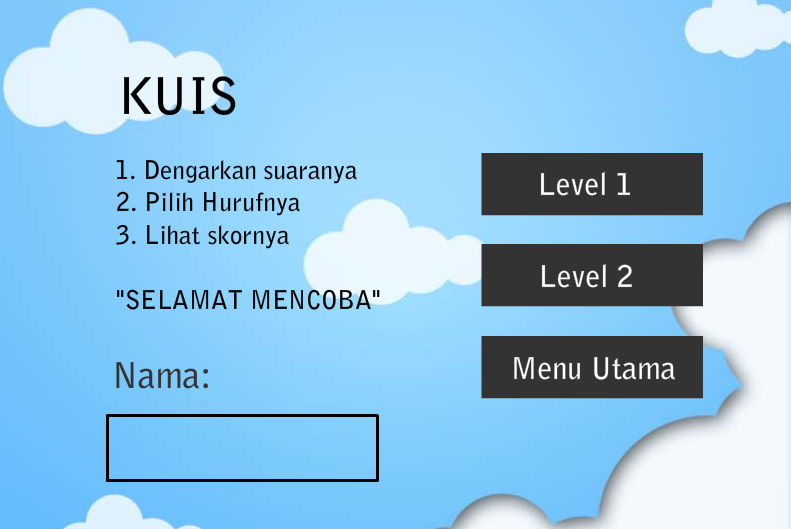 KUIS
1. Dengarkan suaranya
2. Pilih Hurufnya
3. Lihat skornya
"SELAMAT MENCOBA"
Nama:
Level 1
Level 2
Menu Utama